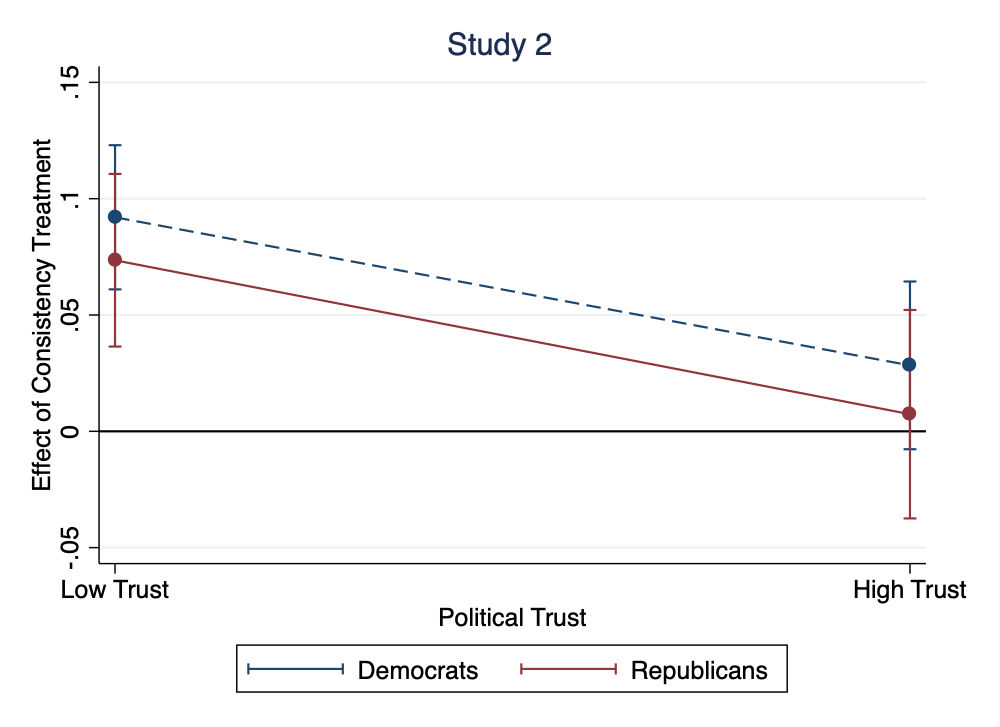 Study 2
Effect of Consistency Treatment
.15
.1
.05
0
-.05
Low Trust High Trust
Political Trust
Democrats Republicans